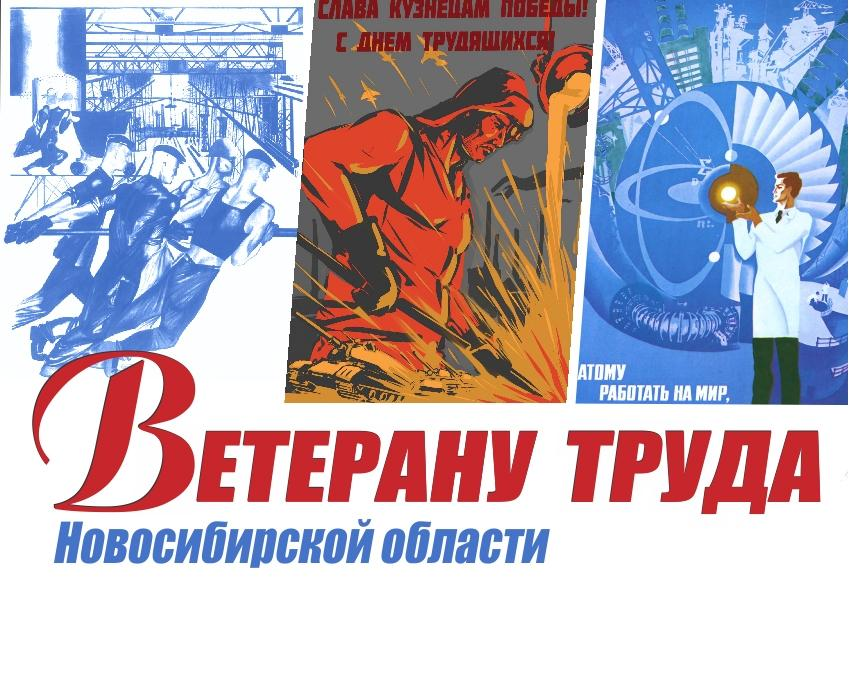 СЛАВА КУЗНЕЦАМ ПОБЕДЫ!
С ДНЕМ ТРУДЯЩИХСЯ!
АТОМУ
РАБОТАТЬ НА МИР,
ВЕТЕРАНУ ТРУДА
НОВОСИБИРСКОЙ ОБЛАСТИ